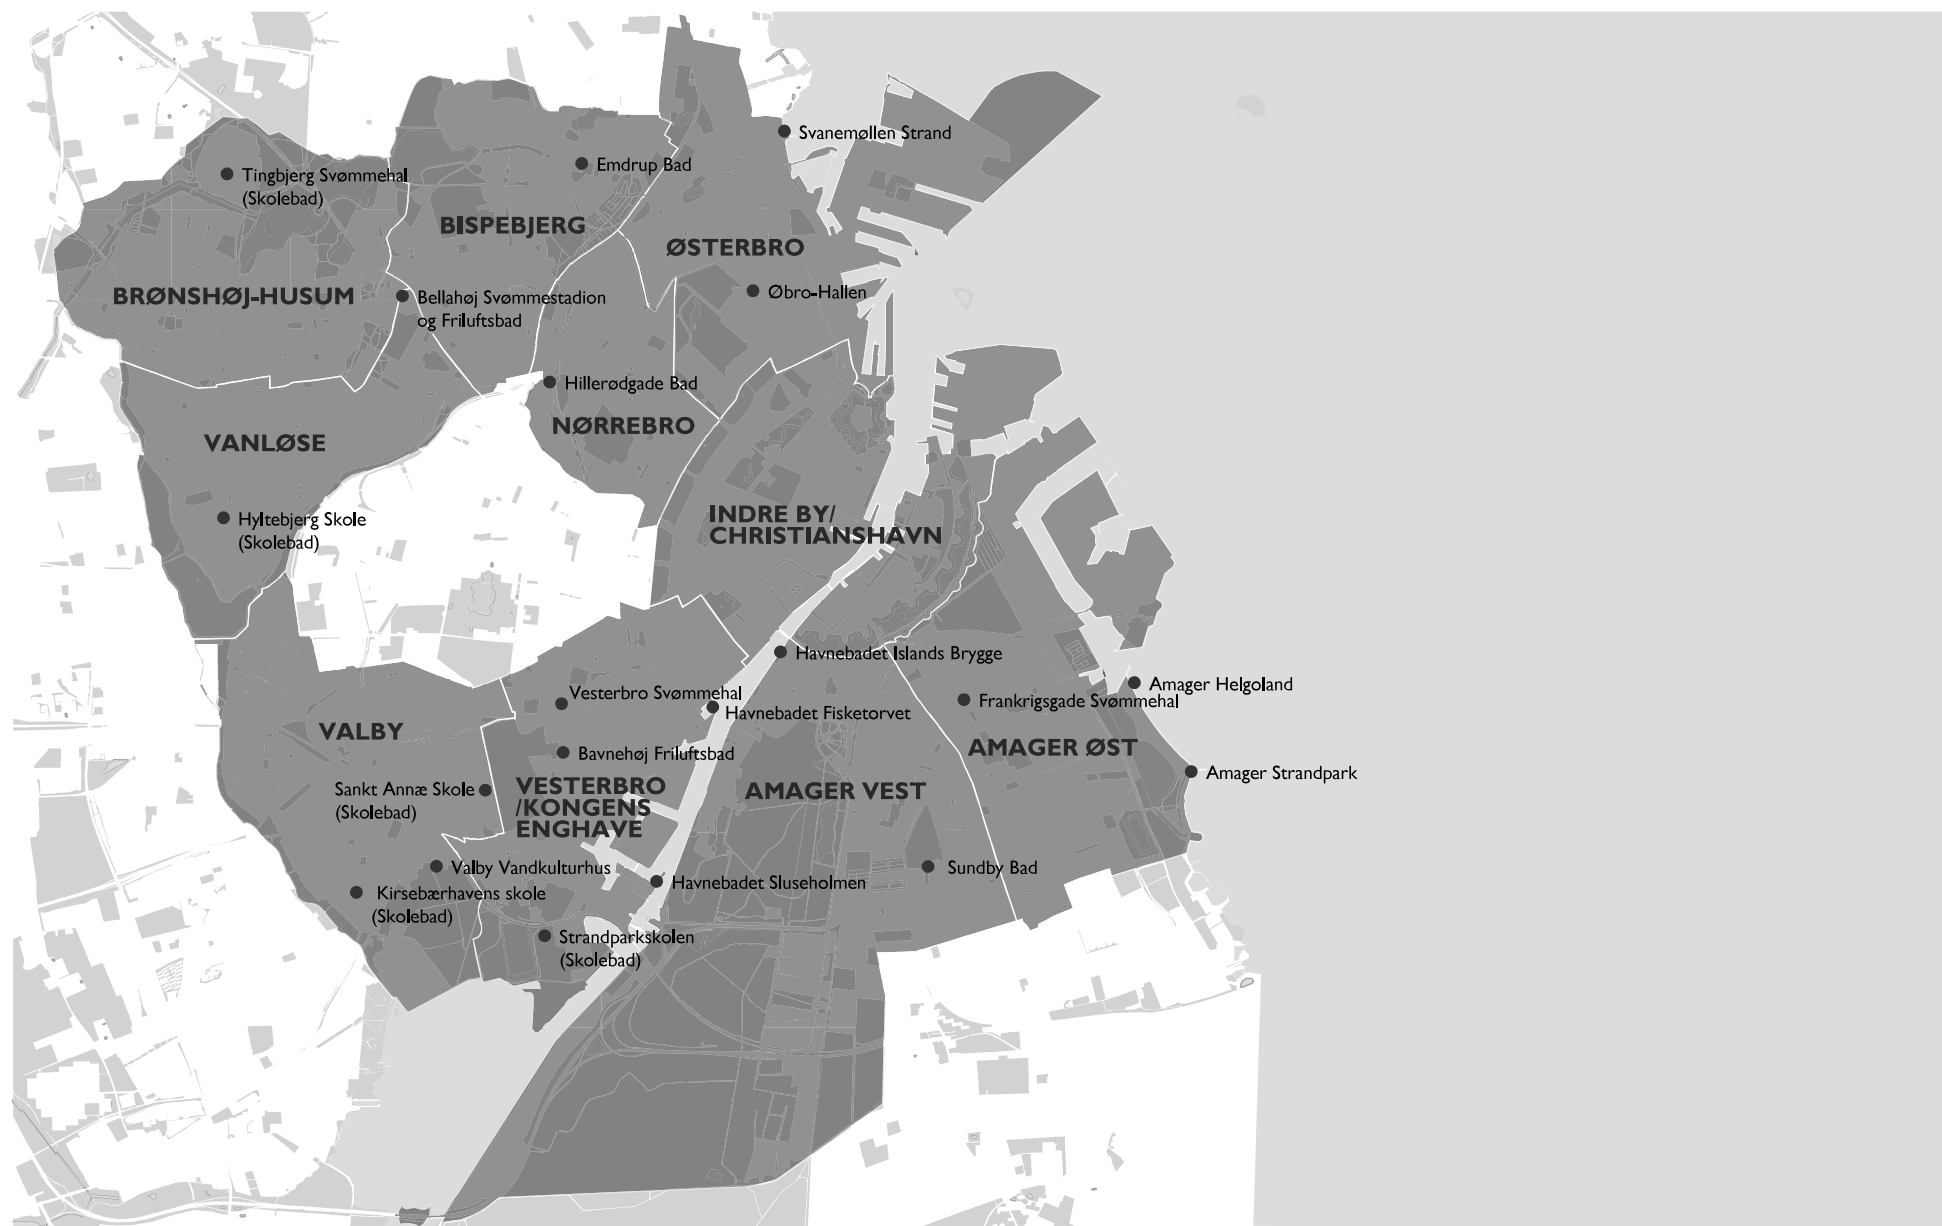 Svanemøllen Strand
Emdrup Bad
Tingbjerg Svømmehal
(Skolebad)
BISPEBJERG
ØSTERBRO
BRØNSHØJ-HUSUM
Bellahøj Svømmestadion
og Friluftsbad
Øbro-Hallen
Hillerødgade Bad
NØRREBRO
VANLØSE
Hyltebjerg Skole
(Skolebad)
INDRE BY/
CHRISTIANSHAVN
Havnebadet Islands Brygge
Amager Helgoland
Vesterbro Svømmehal
Frankrigsgade Svømmehal
Havnebadet Fisketorvet
VALBY
AMAGER ØST
Bavnehøj Friluftsbad
Amager Strandpark
Sankt Annæ Skole
(Skolebad)
VESTERBRO
/KONGENS
ENGHAVE
AMAGER VEST
Valby Vandkulturhus
Sundby Bad
Havnebadet Sluseholmen
Kirsebærhavens skole
(Skolebad)
Strandparkskolen
(Skolebad)